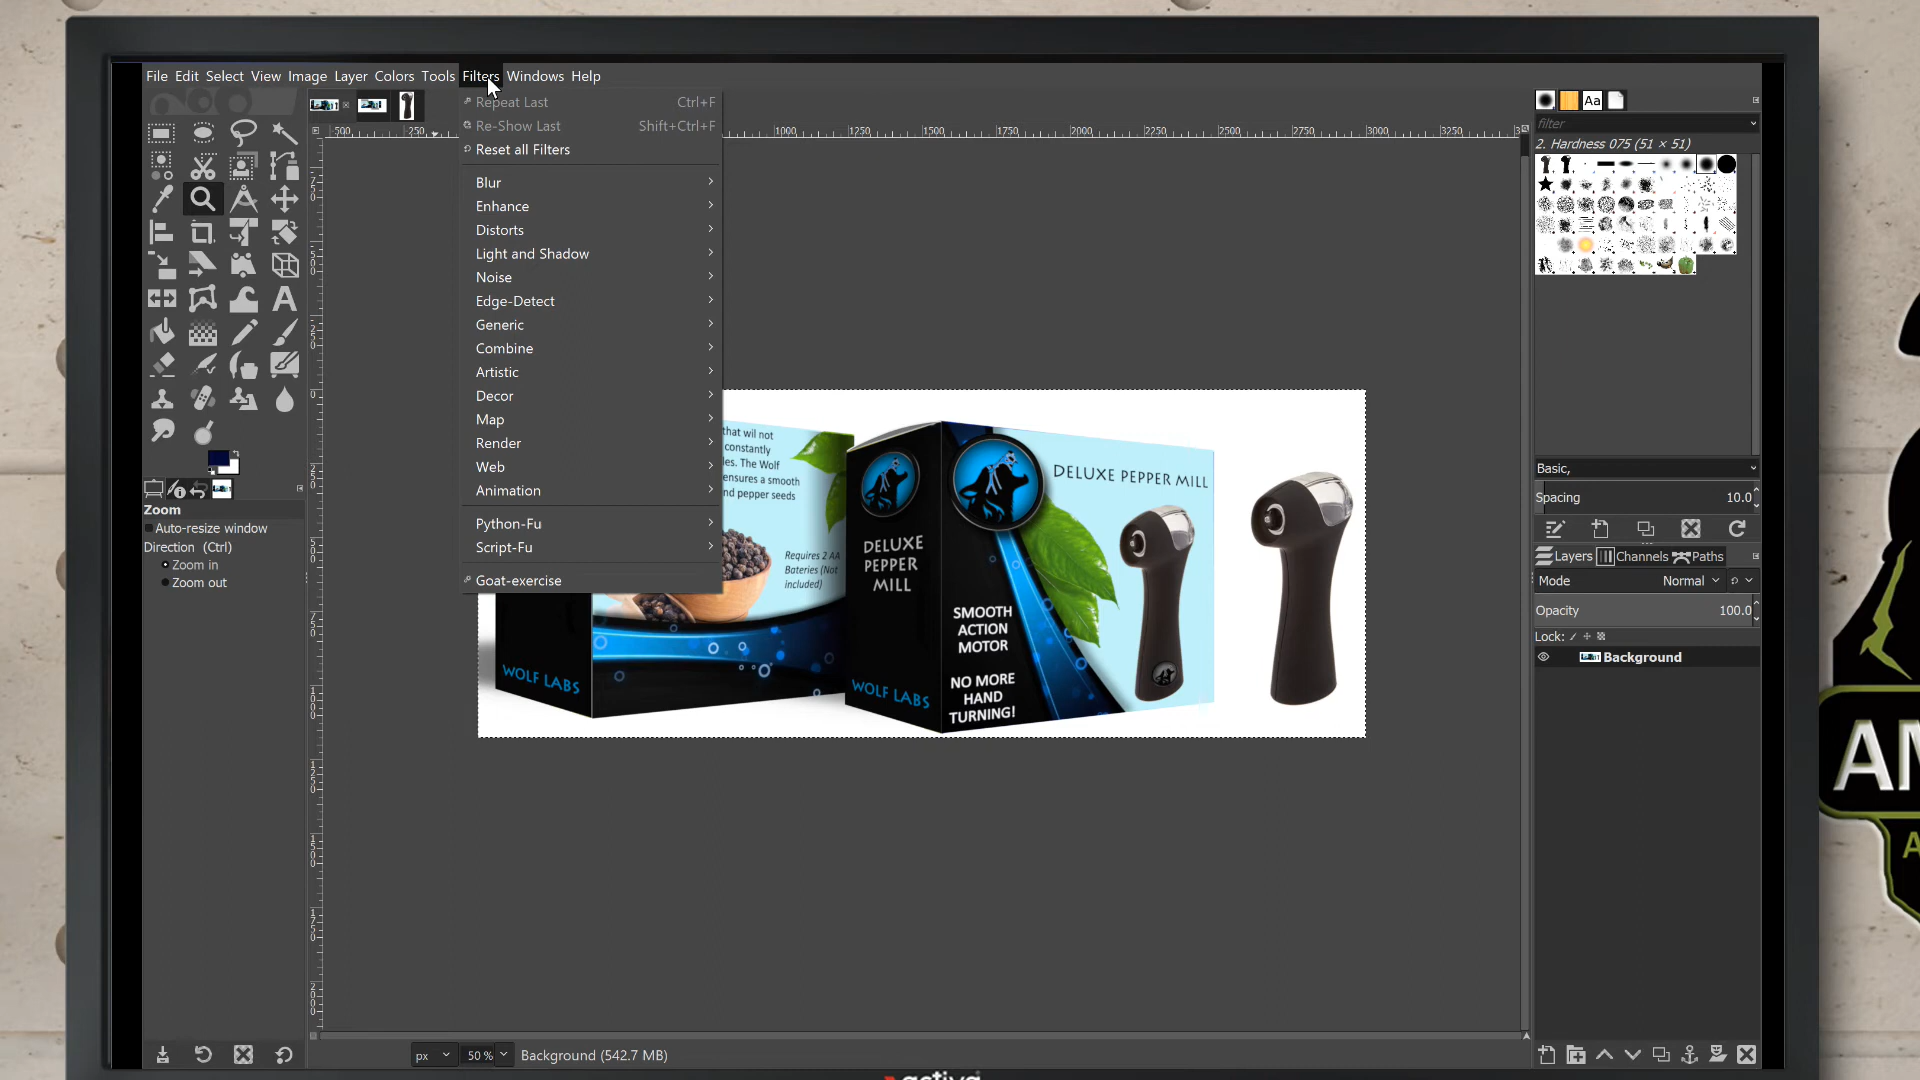 File Edit Select View Image Layer Colors Tools Filters Windows Help
Repeat Last Ctrl+F
Re-Show Last Shift+Ctrl+F
Reset all Filters
Blur
Enhance
Distorts
Light and Shadow
Noise
Edge-Detect
Generic
Combine
Artistic
Decor
Map
Render
Web
Animation
Python-Fu
Script-Fu
Goat-exercise
-500 -250 1000 1250 1500 1750 2000 2250 2500 2750 3000 3250
Zoom
Auto-resize window
Direction (Ctrl)
Zoom in
Zoom out
that wil not
constantly
les. The Wolf
ensures a smooth
nd pepper seeds
Requires 2 AA
Bateries (Not
included)
WOLF LABS
DELUXE
PEPPER
MILL
WOLF LABS
DELUXE PEPPER MILL
SMOOTH
ACTION
MOTOR
NO MORE
HAND
TURNING!
Aa
filter
2. Hardness 075 (51 × 51)
Basic,
Spacing 10.0
Layers Channels Paths
Mode Normal
Opacity 100.0
Lock:
Background
px 50 % Background (542.7 MB)
activa
AM
A